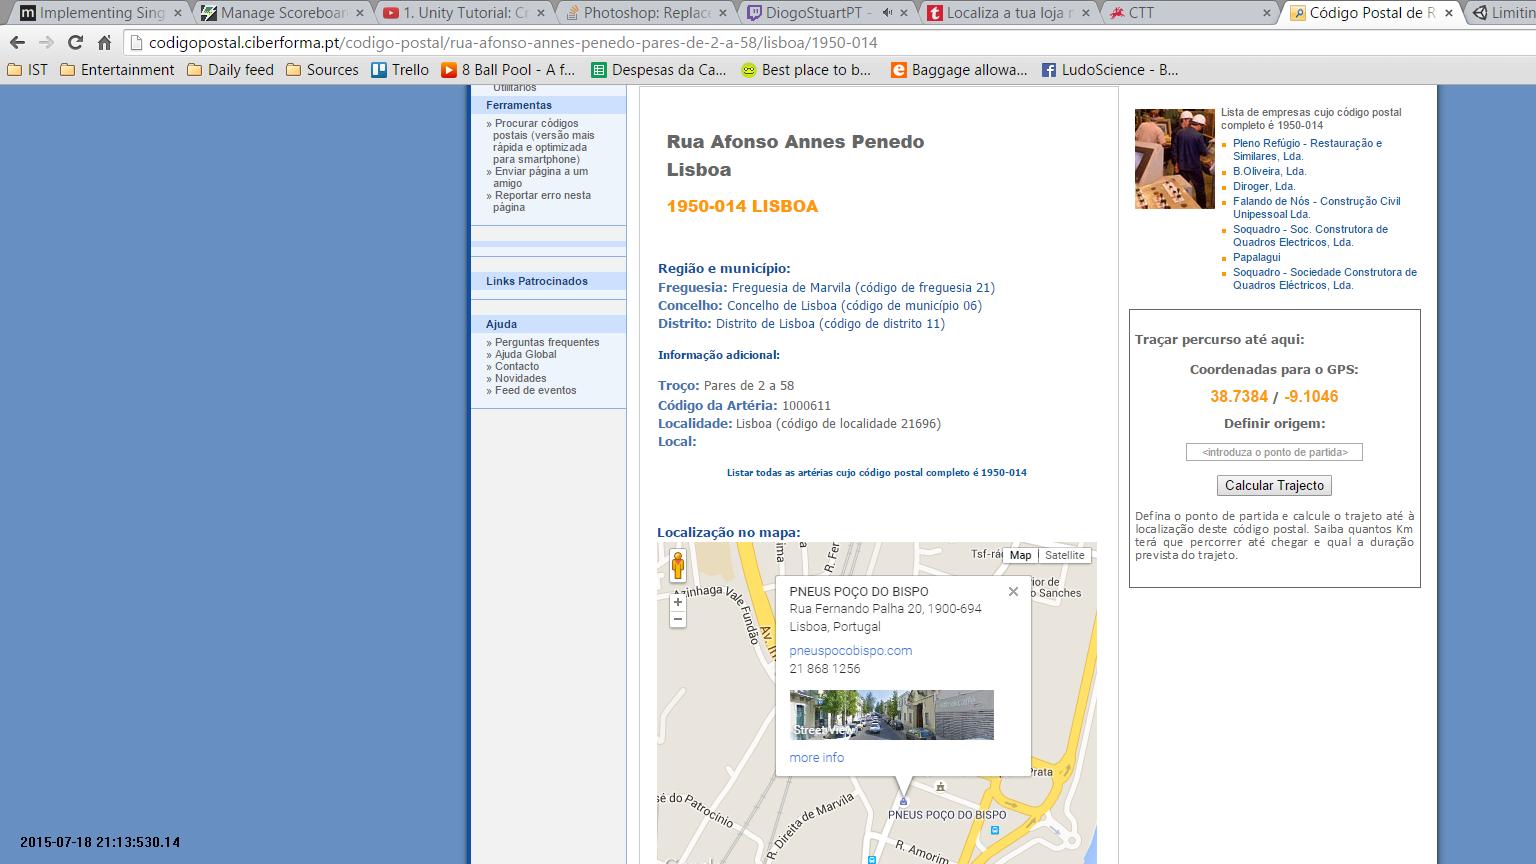 Implementing Sing
Manage Scoreboar
1. Unity Tutorial: Cr
Photoshop: Replace
DiogoStuartPT -
Localiza a tua loja
CTT
Código Postal de R
Limitin
codigopostal.ciberforma.pt/codigo-postal/rua-afonso-annes-penedo-pares-de-2-a-58/lisboa/1950-014
IST
Entertainment
Daily feed
Sources
Trello
8 Ball Pool - A f...
Despesas da Ca...
Best place to b...
Baggage allowa...
LudoScience - B...
Utilitários
Ferramentas
» Procurar códigos
postais (versão mais
rápida e optimizada
para smartphone)
» Enviar página a um
amigo
» Reportar erro nesta
página
Links Patrocinados
Ajuda
» Perguntas frequentes
» Ajuda Global
» Contacto
» Novidades
» Feed de eventos
Rua Afonso Annes Penedo
Lisboa
1950-014 LISBOA
Região e município:
Freguesia: Freguesia de Marvila (código de freguesia 21)
Concelho: Concelho de Lisboa (código de município 06)
Distrito: Distrito de Lisboa (código de distrito 11)
Informação adicional:
Troço: Pares de 2 a 58
Código da Artéria: 1000611
Localidade: Lisboa (código de localidade 21696)
Local:
Listar todas as artérias cujo código postal completo é 1950-014
Localização no mapa:
Map
Satellite
Azinhaga Vale
Fundão
Av. In
R. Fer
Tsf-rá
ior de
o Sanches
PNEUS POÇO DO BISPO
Rua Fernando Palha 20, 1900-694
Lisboa, Portugal
pneuspocobispo.com
21 868 1256
Street View
more info
Prata
sé do Patrocínio
R. Direita de Marvila
PNEUS POÇO DO BISPO
R. Amorim
Lista de empresas cujo código postal
completo é 1950-014
Pleno Refúgio - Restauração e
Similares, Lda.
B.Oliveira, Lda.
Diroger, Lda.
Falando de Nós - Construção Civil
Unipessoal Lda.
Soquadro - Soc. Construtora de
Quadros Electricos, Lda.
Papalagui
Soquadro - Sociedade Construtora de
Quadros Eléctricos, Lda.
Traçar percurso até aqui:
Coordenadas para o GPS:
38.7384 / -9.1046
Definir origem:
<introduza o ponto de partida>
Calcular Trajecto
Defina o ponto de partida e calcule o trajeto até à
localização deste código postal. Saiba quantos Km
terá que percorrer até chegar e qual a duração
prevista do trajeto.
2015-07-18 21:13:530.14